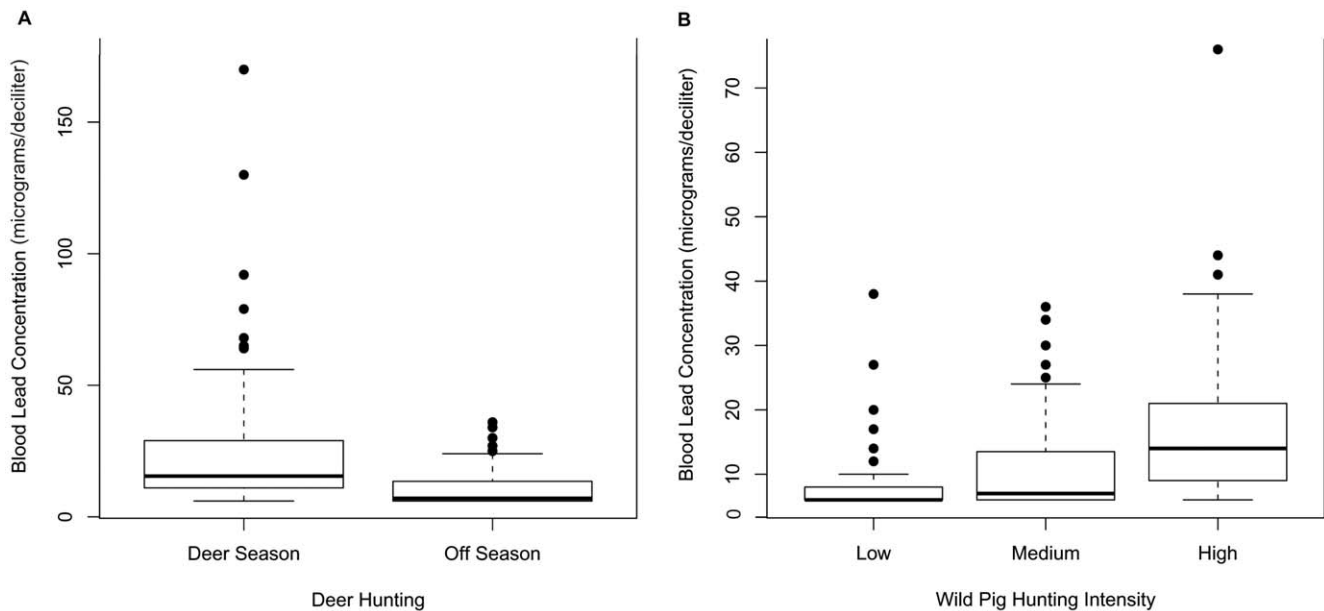 A
Blood Lead Concentration (micrograms/deciliter)
150
100
50
0
Deer Season
Off Season
Deer Hunting
B
Blood Lead Concentration (micrograms/deciliter)
70
60
50
40
30
20
10
0
Low
Medium
High
Wild Pig Hunting Intensity